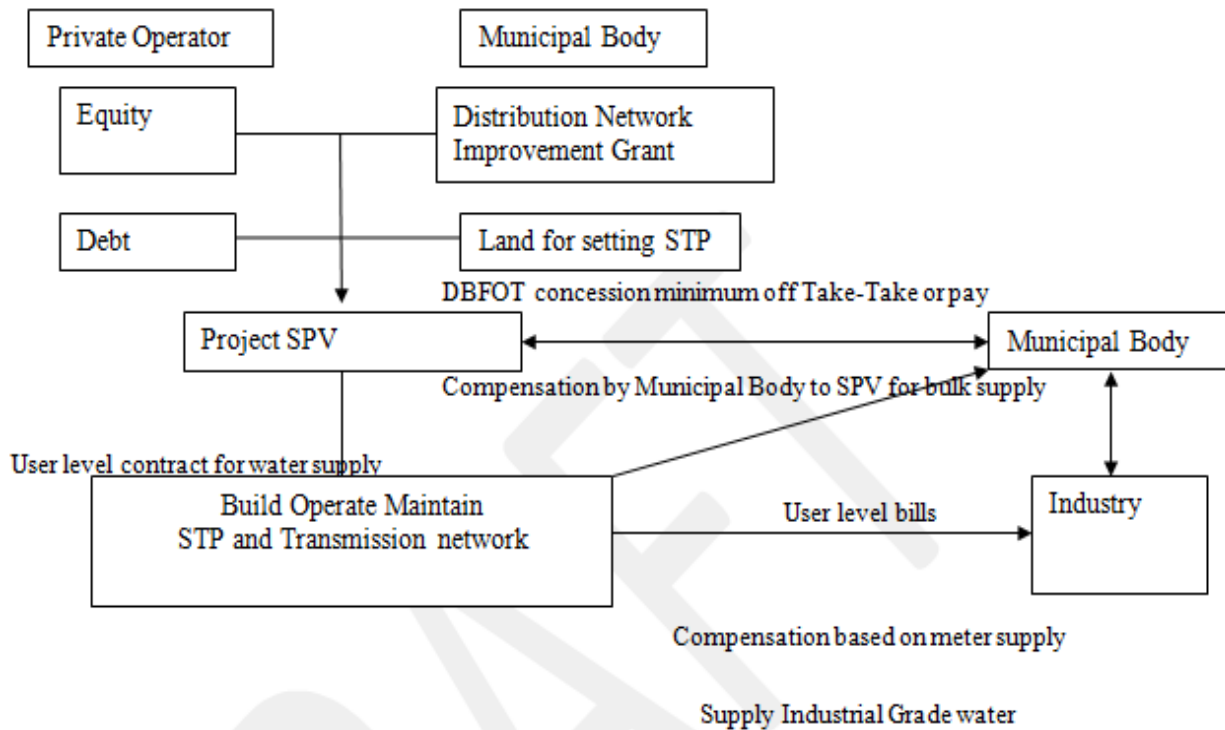 Private Operator
Municipal Body
Equity
Distribution Network
Improvement Grant
Debt
Land for setting STP
DBFOT concession minimum off Take-Take or pay
Project SPV
Municipal Body
Compensation by Municipal Body to SPV for bulk supply
User level contract for water supply
Build Operate Maintain
STP and Transmission network
User level bills
Industry
Compensation based on meter supply
Supply Industrial Grade water